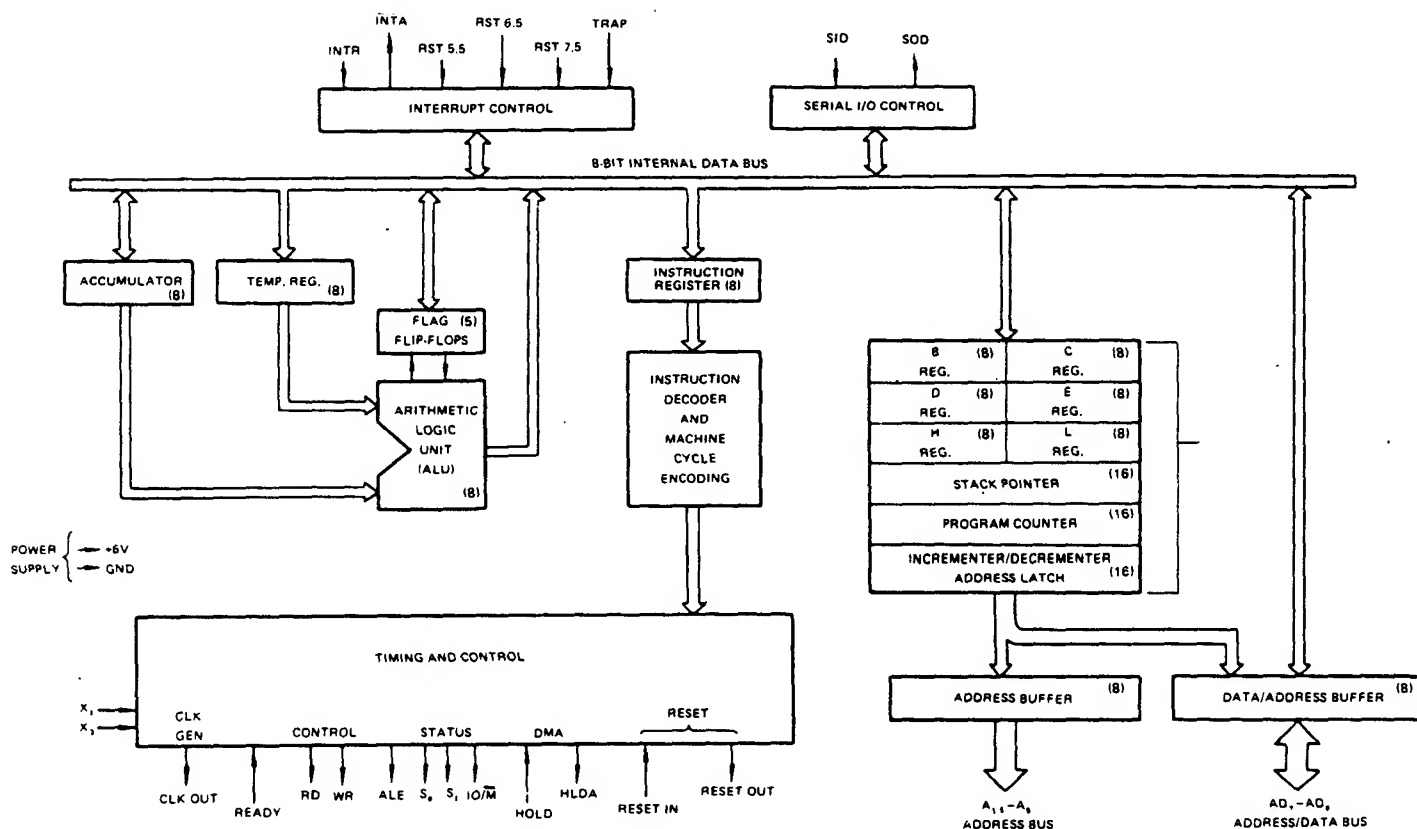 INTR
INTA
RST 5.5
RST 6.5
RST 7.5
TRAP
INTERRUPT CONTROL
SID
SOD
SERIAL I/O CONTROL
8-BIT INTERNAL DATA BUS
ACCUMULATOR
(8)
TEMP. REG.
(8)
FLAG (5)
FLIP-FLOPS
ARITHMETIC
LOGIC
UNIT
(ALU)
(8)
INSTRUCTION
REGISTER (8)
INSTRUCTION
DECODER
AND
MACHINE
CYCLE
ENCODING
B (8)
REG.
C (8)
REG.
D (8)
REG.
E (8)
REG.
H (8)
REG.
L (8)
REG.
STACK POINTER (16)
PROGRAM COUNTER (16)
INCREMENTER/DECREMENTER
ADDRESS LATCH (16)
POWER
SUPPLY
+6V
GND
TIMING AND CONTROL
X₁
CLK
GEN
CONTROL
STATUS
DMA
RESET
CLK OUT
READY
RD
WR
ALE
S₁
IO/M̅
HOLD
HLDA
RESET IN
RESET OUT
ADDRESS BUFFER (8)
DATA/ADDRESS BUFFER (8)
ADDRESS BUS
ADDRESS/DATA BUS